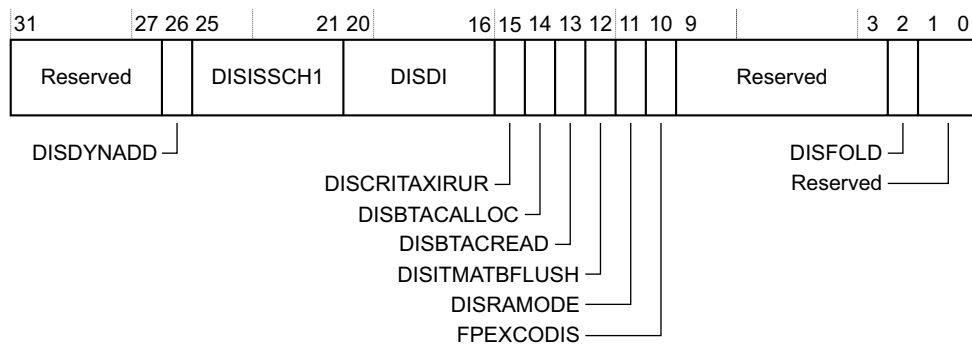 31 27 26 25 21 20 16 15 14 13 12 11 10 9 3 2 1 0
Reserved DISISSCH1 DISDI Reserved
DISDYNADD DISFOLD
DISCRITAXIRUR Reserved
DISBTACALLOC
DISBTACREAD
DISITMATBFLUSH
DISRAMODE
FPEXCODIS